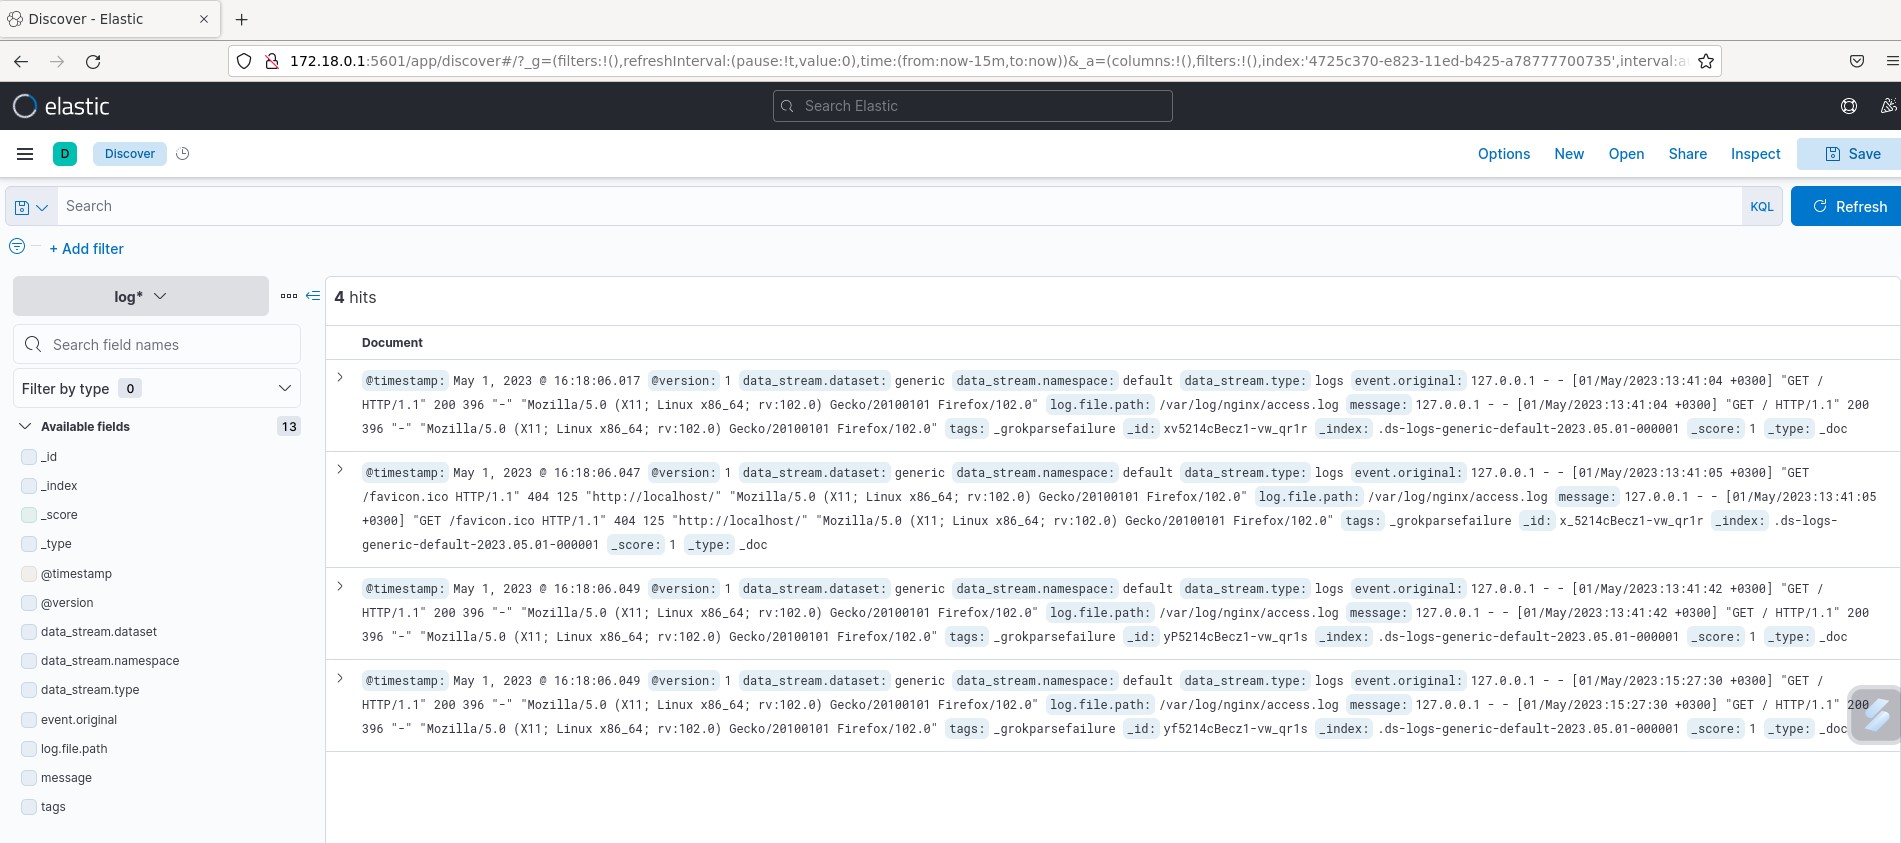 Discover - Elastic
172.18.0.1:5601/app/discover#/?_g=(filters:!(),refreshInterval:(pause:!t,value:0),time:(from:now-15m,to:now))&_a=(columns:!(),filters:!(),index:'4725c370-e823-11ed-b425-a78777700735',interval:a
elastic
Search Elastic
D Discover Options New Open Share Inspect Save
Search KQL Refresh
+ Add filter
log*
Search field names
Filter by type 0
Available fields 13
_id
_index
_score
_type
@timestamp
@version
data_stream.dataset
data_stream.namespace
data_stream.type
event.original
log.file.path
message
tags
4 hits
Document
@timestamp: May 1, 2023 @ 16:18:06.017 @version: 1 data_stream.dataset: generic data_stream.namespace: default data_stream.type: logs event.original: 127.0.0.1 - - [01/May/2023:13:41:04 +0300] "GET /
HTTP/1.1" 200 396 "-" "Mozilla/5.0 (X11; Linux x86_64; rv:102.0) Gecko/20100101 Firefox/102.0" log.file.path: /var/log/nginx/access.log message: 127.0.0.1 - - [01/May/2023:13:41:04 +0300] "GET / HTTP/1.1" 200
396 "-" "Mozilla/5.0 (X11; Linux x86_64; rv:102.0) Gecko/20100101 Firefox/102.0" tags: _grokparsefailure _id: xv5214cBecz1-vw_qr1r _index: .ds-logs-generic-default-2023.05.01-000001 _score: 1 _type: _doc
@timestamp: May 1, 2023 @ 16:18:06.047 @version: 1 data_stream.dataset: generic data_stream.namespace: default data_stream.type: logs event.original: 127.0.0.1 - - [01/May/2023:13:41:05 +0300] "GET
/favicon.ico HTTP/1.1" 404 125 "http://localhost/" "Mozilla/5.0 (X11; Linux x86_64; rv:102.0) Gecko/20100101 Firefox/102.0" log.file.path: /var/log/nginx/access.log message: 127.0.0.1 - - [01/May/2023:13:41:05
+0300] "GET /favicon.ico HTTP/1.1" 404 125 "http://localhost/" "Mozilla/5.0 (X11; Linux x86_64; rv:102.0) Gecko/20100101 Firefox/102.0" tags: _grokparsefailure _id: x_5214cBecz1-vw_qr1r _index: .ds-logs-
generic-default-2023.05.01-000001 _score: 1 _type: _doc
@timestamp: May 1, 2023 @ 16:18:06.049 @version: 1 data_stream.dataset: generic data_stream.namespace: default data_stream.type: logs event.original: 127.0.0.1 - - [01/May/2023:13:41:42 +0300] "GET /
HTTP/1.1" 200 396 "-" "Mozilla/5.0 (X11; Linux x86_64; rv:102.0) Gecko/20100101 Firefox/102.0" log.file.path: /var/log/nginx/access.log message: 127.0.0.1 - - [01/May/2023:13:41:42 +0300] "GET / HTTP/1.1" 200
396 "-" "Mozilla/5.0 (X11; Linux x86_64; rv:102.0) Gecko/20100101 Firefox/102.0" tags: _grokparsefailure _id: yP5214cBecz1-vw_qr1s _index: .ds-logs-generic-default-2023.05.01-000001 _score: 1 _type: _doc
@timestamp: May 1, 2023 @ 16:18:06.049 @version: 1 data_stream.dataset: generic data_stream.namespace: default data_stream.type: logs event.original: 127.0.0.1 - - [01/May/2023:15:27:30 +0300] "GET /
HTTP/1.1" 200 396 "-" "Mozilla/5.0 (X11; Linux x86_64; rv:102.0) Gecko/20100101 Firefox/102.0" log.file.path: /var/log/nginx/access.log message: 127.0.0.1 - - [01/May/2023:15:27:30 +0300] "GET / HTTP/1.1" 200
396 "-" "Mozilla/5.0 (X11; Linux x86_64; rv:102.0) Gecko/20100101 Firefox/102.0" tags: _grokparsefailure _id: yf5214cBecz1-vw_qr1s _index: .ds-logs-generic-default-2023.05.01-000001 _score: 1 _type: _doc